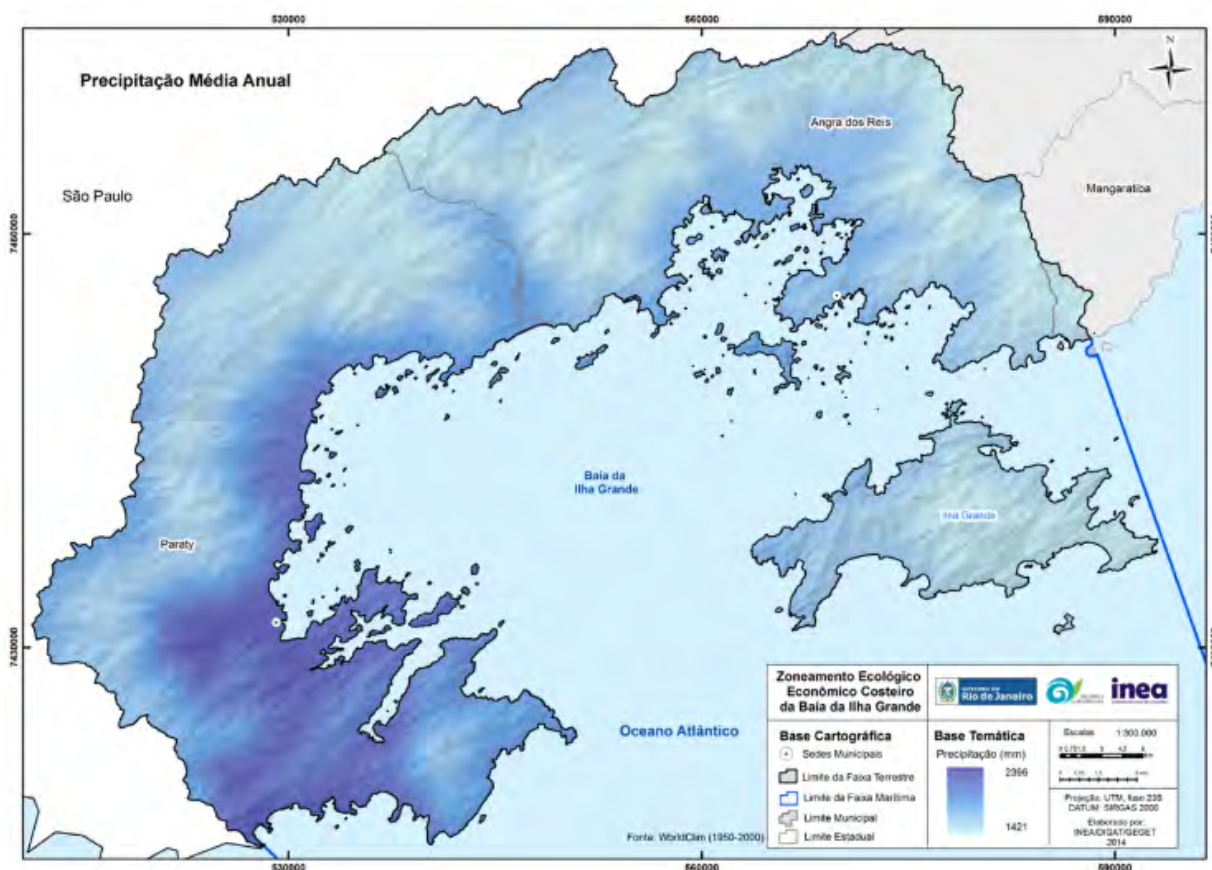 530000
560000
590000
Precipitação Média Anual
N
Angra dos Reis
São Paulo
Mangaratiba
7460000
Baia da
Ilha Grande
Ilha Grande
Paraty
7430000
Oceano Atlântico
Zoneamento Ecológico
Econômico Costeiro
da Baia da Ilha Grande
GOVERNO DO
Rio de Janeiro
inea
Base Cartográfica
Sedes Municipais
Limite da Faixa Terrestre
Limite da Faixa Marítima
Limite Municipal
Limite Estadual
Base Temática
Precipitação (mm)
2396
1421
Escalas 1:300.000
Projeção: UTM, fuso 23S
DATUM: SIRGAS 2000
Elaborado por:
INEA/DIGAT/GEGET
2014
Fonte: WorldClim (1950-2000)
530000
560000
590000